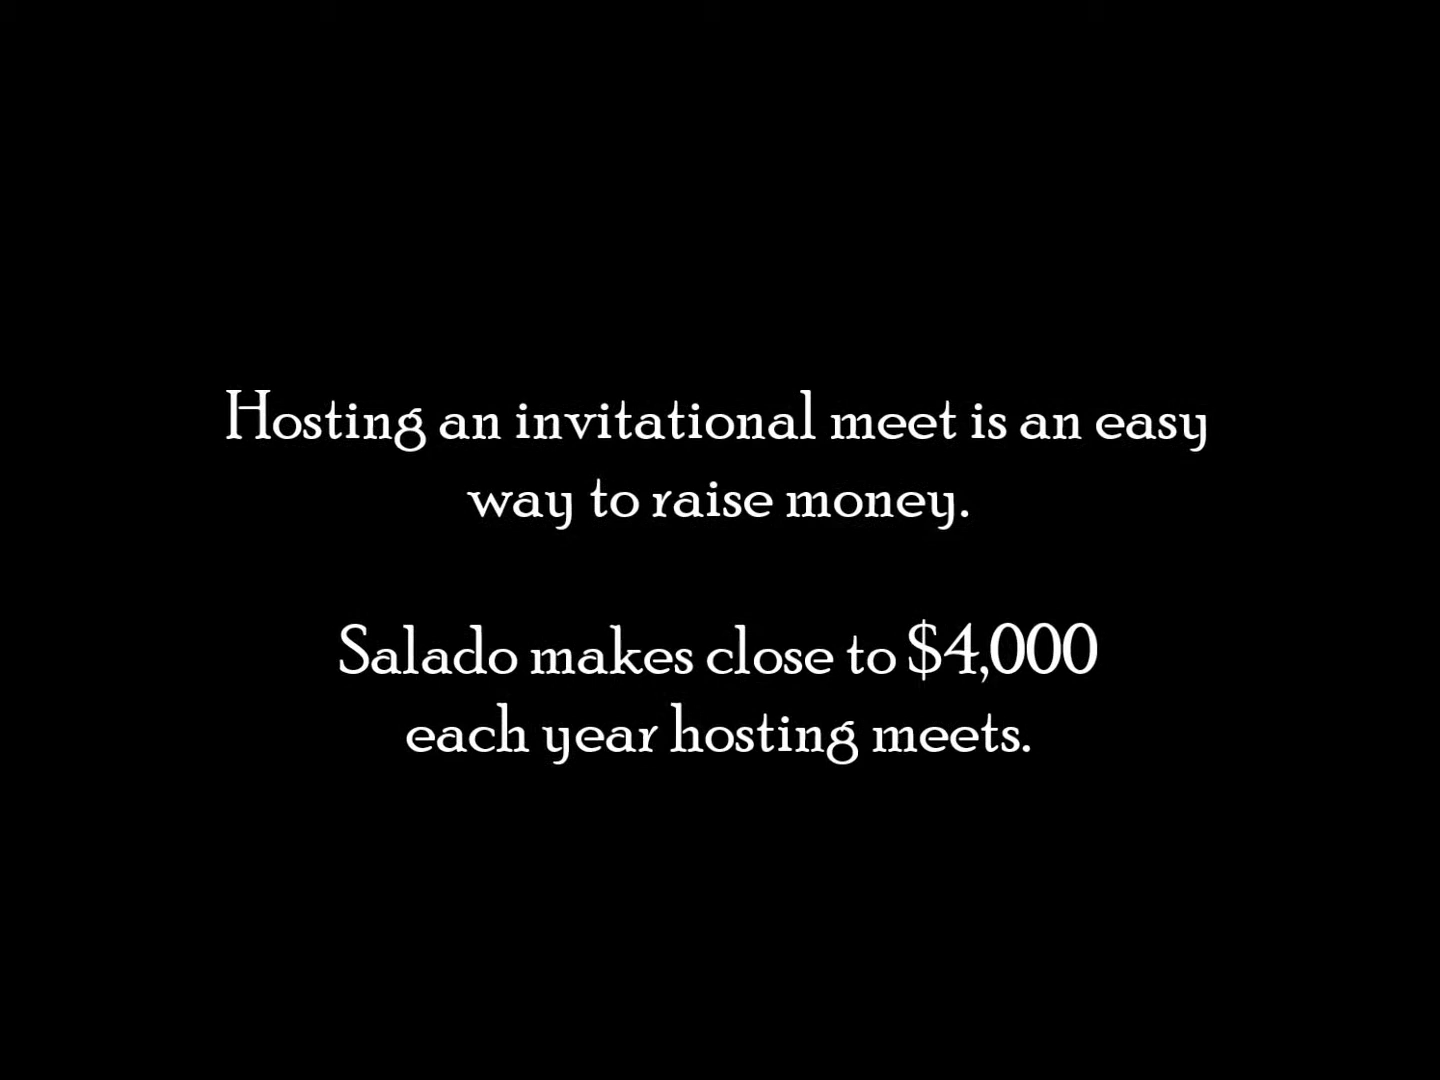 Hosting an invitational meet is an easy
way to raise money.
Salado makes close to $4,000
each year hosting meets.